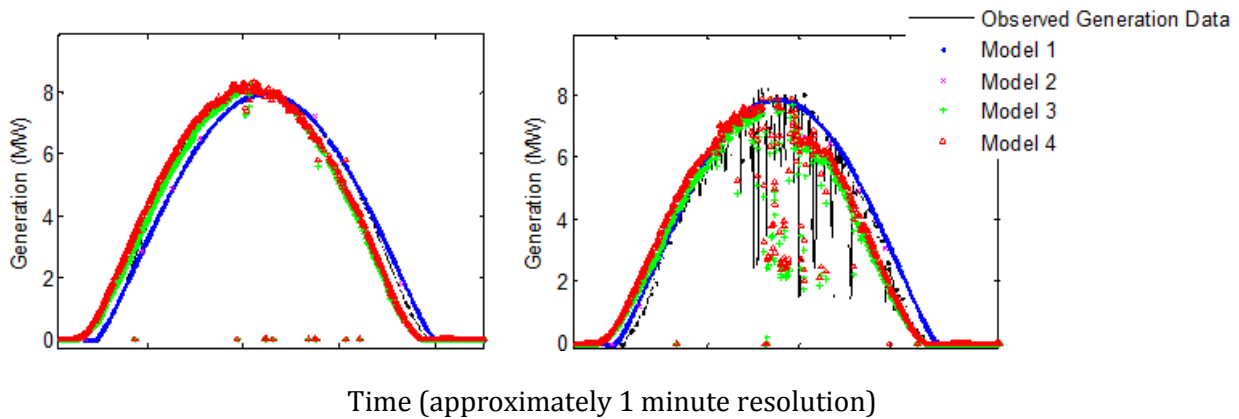 Observed Generation Data
Model 1
Model 2
Model 3
Model 4
Generation (MW)
8
6
4
2
0
Generation (MW)
8
6
4
2
0
Time (approximately 1 minute resolution)